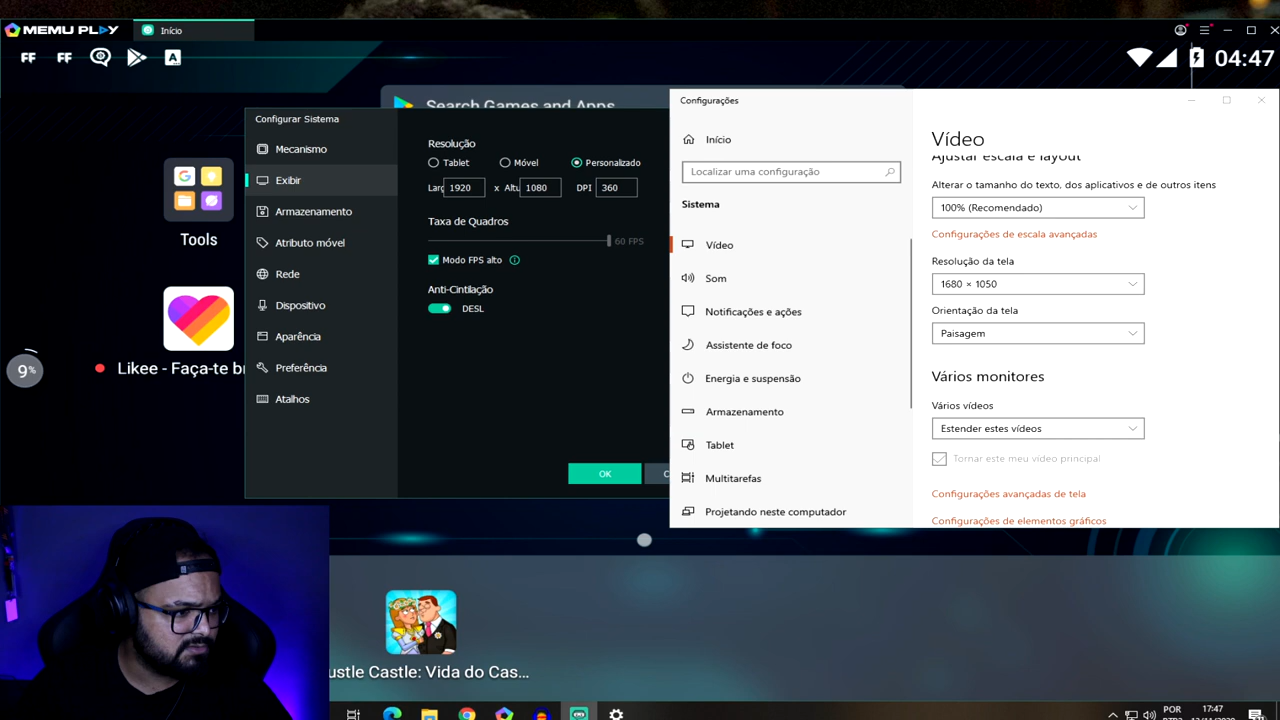 MEMU PLAY
Início
FF
FF
A
04:47
Search Games and Apps
Tools
Likee - Faça-te
9%
Configurar Sistema
Mecanismo
Exibir
Armazenamento
Atributo móvel
Rede
Dispositivo
Aparência
Preferência
Atalhos
Resolução
Tablet
Móvel
Personalizado
Larg 1920 x Altu 1080 DPI 360
Taxa de Quadros
60 FPS
Modo FPS alto
Anti-Cintilação
DESL
OK
C
Configurações
Início
Localizar uma configuração
Sistema
Vídeo
Som
Notificações e ações
Assistente de foco
Energia e suspensão
Armazenamento
Tablet
Multitarefas
Projetando neste computador
Vídeo
Ajustar escala e layout
Alterar o tamanho do texto, dos aplicativos e de outros itens
100% (Recomendado)
Configurações de escala avançadas
Resolução da tela
1680 × 1050
Orientação da tela
Paisagem
Vários monitores
Vários vídeos
Estender estes vídeos
Tornar este meu vídeo principal
Configurações avançadas de tela
Configurações de elementos gráficos
ustle Castle: Vida do Cas...
POR
17:47